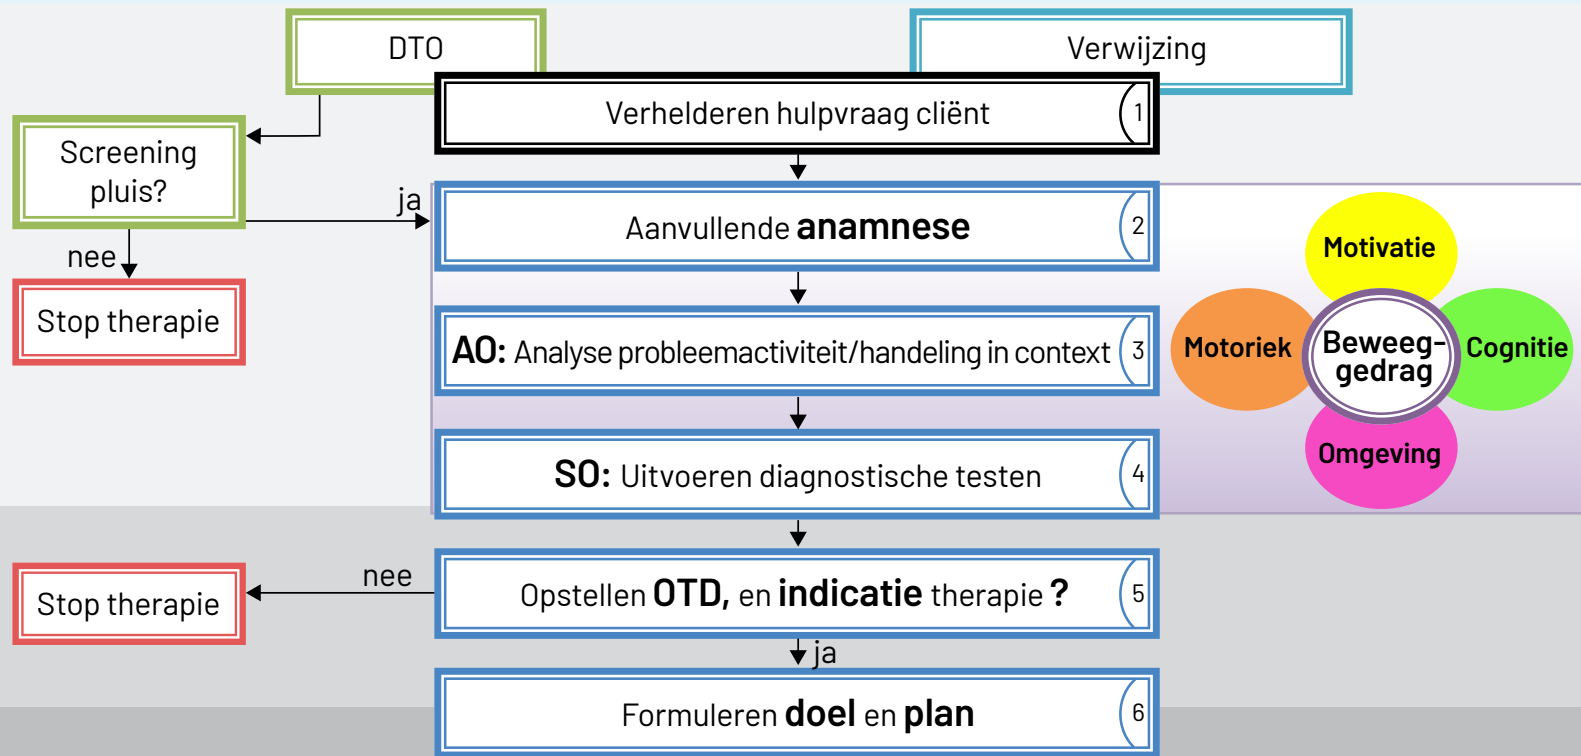 DTO
Verwijzing
Verhelderen hulpvraag cliënt 1
Screening
pluis?
ja
nee
Stop therapie
Aanvullende anamnese 2
AO: Analyse probleemactiviteit/handeling in context 3
SO: Uitvoeren diagnostische testen 4
Motivatie
Motoriek
Beweeg-
gedrag
Cognitie
Omgeving
Opstellen OTD, en indicatie therapie ? 5
nee
Stop therapie
ja
Formuleren doel en plan 6